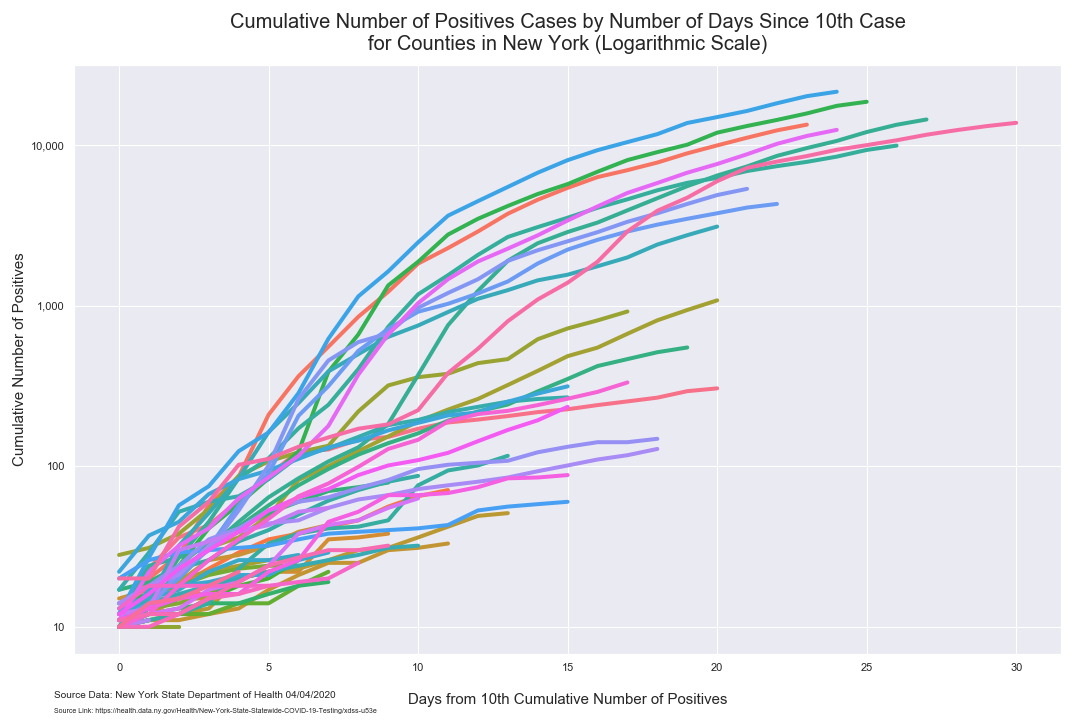 Cumulative Number of Positives Cases by Number of Days Since 10th Case
for Counties in New York (Logarithmic Scale)
Cumulative Number of Positives
10,000
1,000
100
10
0
5
10
15
20
25
30
Days from 10th Cumulative Number of Positives
Source Data: New York State Department of Health 04/04/2020
Source Link: https://health.data.ny.gov/Health/New-York-State-Statewide-COVID-19-Testing/xdss-u53e